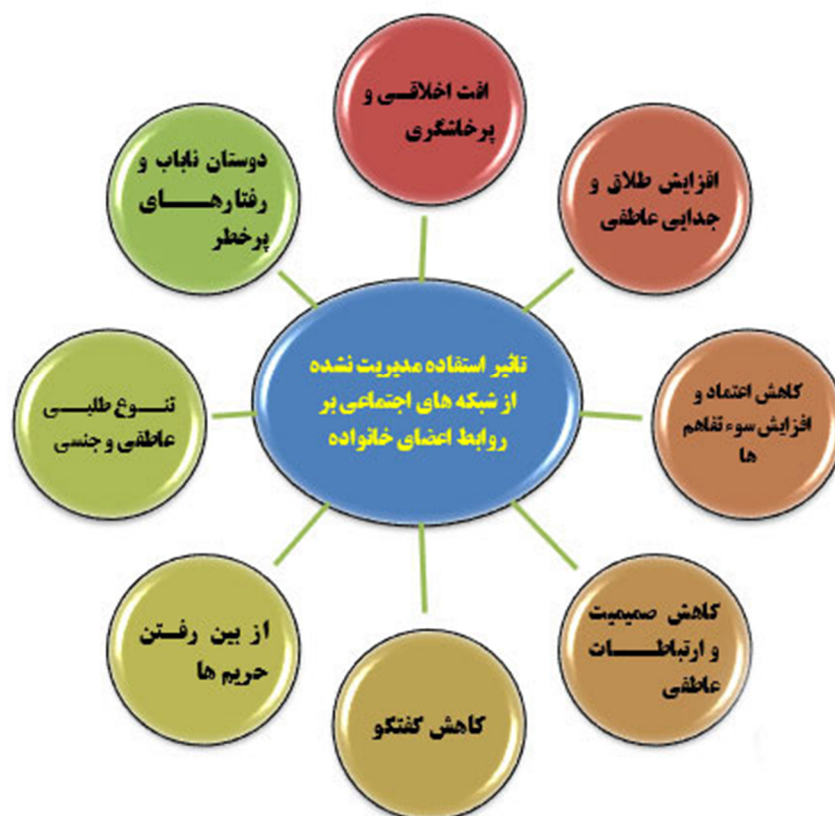 تاثیر استفاده مدیریت نشده
از شبکه های اجتماعی بر
روابط اعضای خانواده
افت اخلاقی و
پرخاشگری
افزایش طلاق و
جدایی عاطفی
کاهش اعتماد و
افزایش سوء تفاهم
ها
کاهش صمیمیت
و ارتباطات
عاطفی
کاهش گفتگو
از بین رفتن
حریم ها
تنوع طلبی
عاطفی و جنسی
دوستان ناباب و
رفتارهای
پرخطر